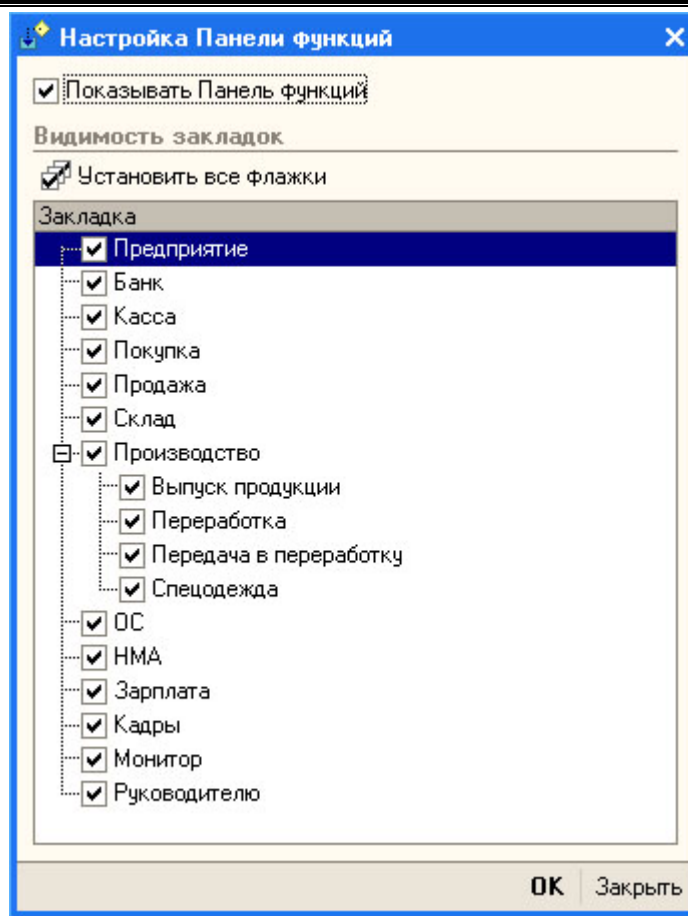 Настройка Панели функций
Показывать Панель функций
Видимость закладок
Установить все флажки
Закладка
Предприятие
Банк
Касса
Покупка
Продажа
Склад
Производство
Выпуск продукции
Переработка
Передача в переработку
Спецодежда
ОС
НМА
Зарплата
Кадры
Монитор
Руководителю
OK Закрыть